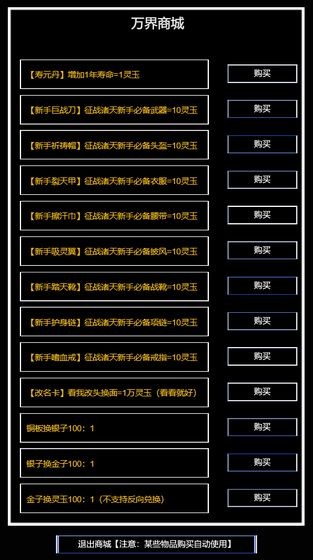 万界商城
【寿元丹】增加1年寿命=1灵玉
购买
【新手巨战刀】征战诸天新手必备武器=10灵玉
购买
【新手祈祷帽】征战诸天新手必备头盔=10灵玉
购买
【新手裂天甲】征战诸天新手必备衣服=10灵玉
购买
【新手擦汗巾】征战诸天新手必备腰带=10灵玉
购买
【新手吸灵翼】征战诸天新手必备披风=10灵玉
购买
【新手踏天靴】征战诸天新手必备战靴=10灵玉
购买
【新手护身链】征战诸天新手必备项链=10灵玉
购买
【新手嗜血戒】征战诸天新手必备戒指=10灵玉
购买
【改名卡】看我改头换面=1万灵玉（看看就好）
购买
铜板换银子100：1
购买
银子换金子100：1
购买
金子换灵玉100：1（不支持反向兑换）
购买
退出商城【注意：某些物品购买自动使用】